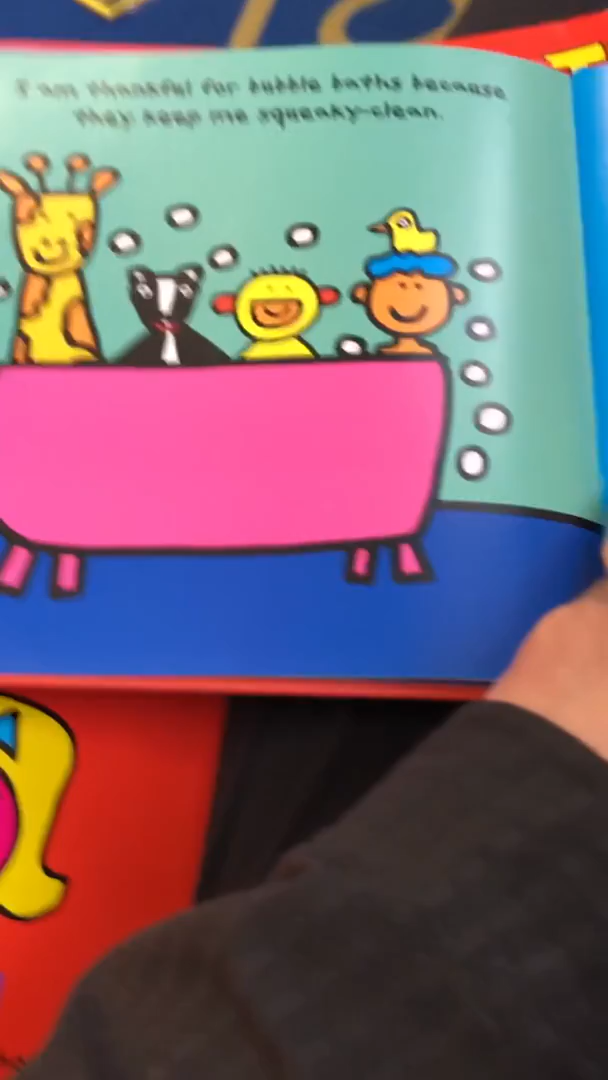 I am thankful for bubble baths because
they keep me squeaky-clean.